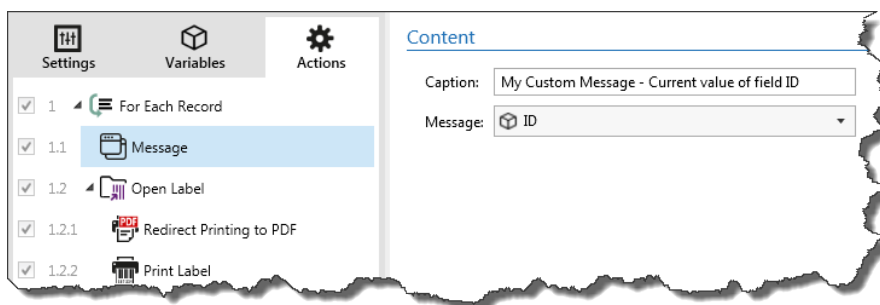 Settings Variables Actions
1 For Each Record
1.1 Message
1.2 Open Label
1.2.1 PDF Redirect Printing to PDF
1.2.2 Print Label
Content
Caption: My Custom Message - Current value of field ID
Message: ID